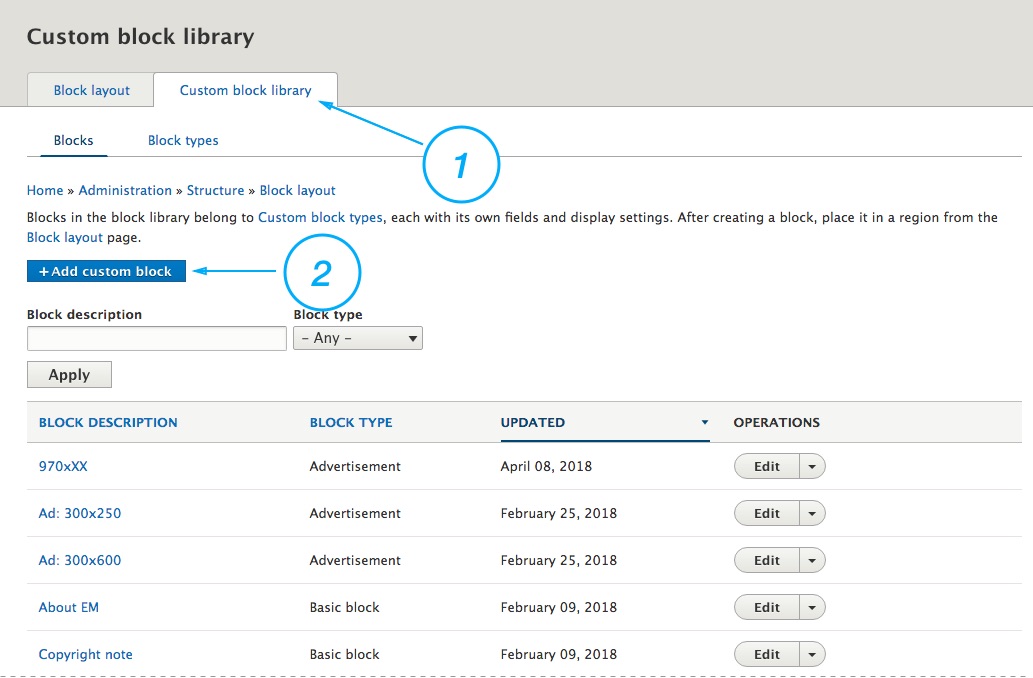 Custom block library
Block layout Custom block library
Blocks Block types
1
Home » Administration » Structure » Block layout
Blocks in the block library belong to Custom block types, each with its own fields and display settings. After creating a block, place it in a region from the
Block layout page.
+Add custom block
2
Block description Block type
– Any –
Apply
BLOCK DESCRIPTION BLOCK TYPE UPDATED OPERATIONS
970xXX Advertisement April 08, 2018 Edit
Ad: 300x250 Advertisement February 25, 2018 Edit
Ad: 300x600 Advertisement February 25, 2018 Edit
About EM Basic block February 09, 2018 Edit
Copyright note Basic block February 09, 2018 Edit